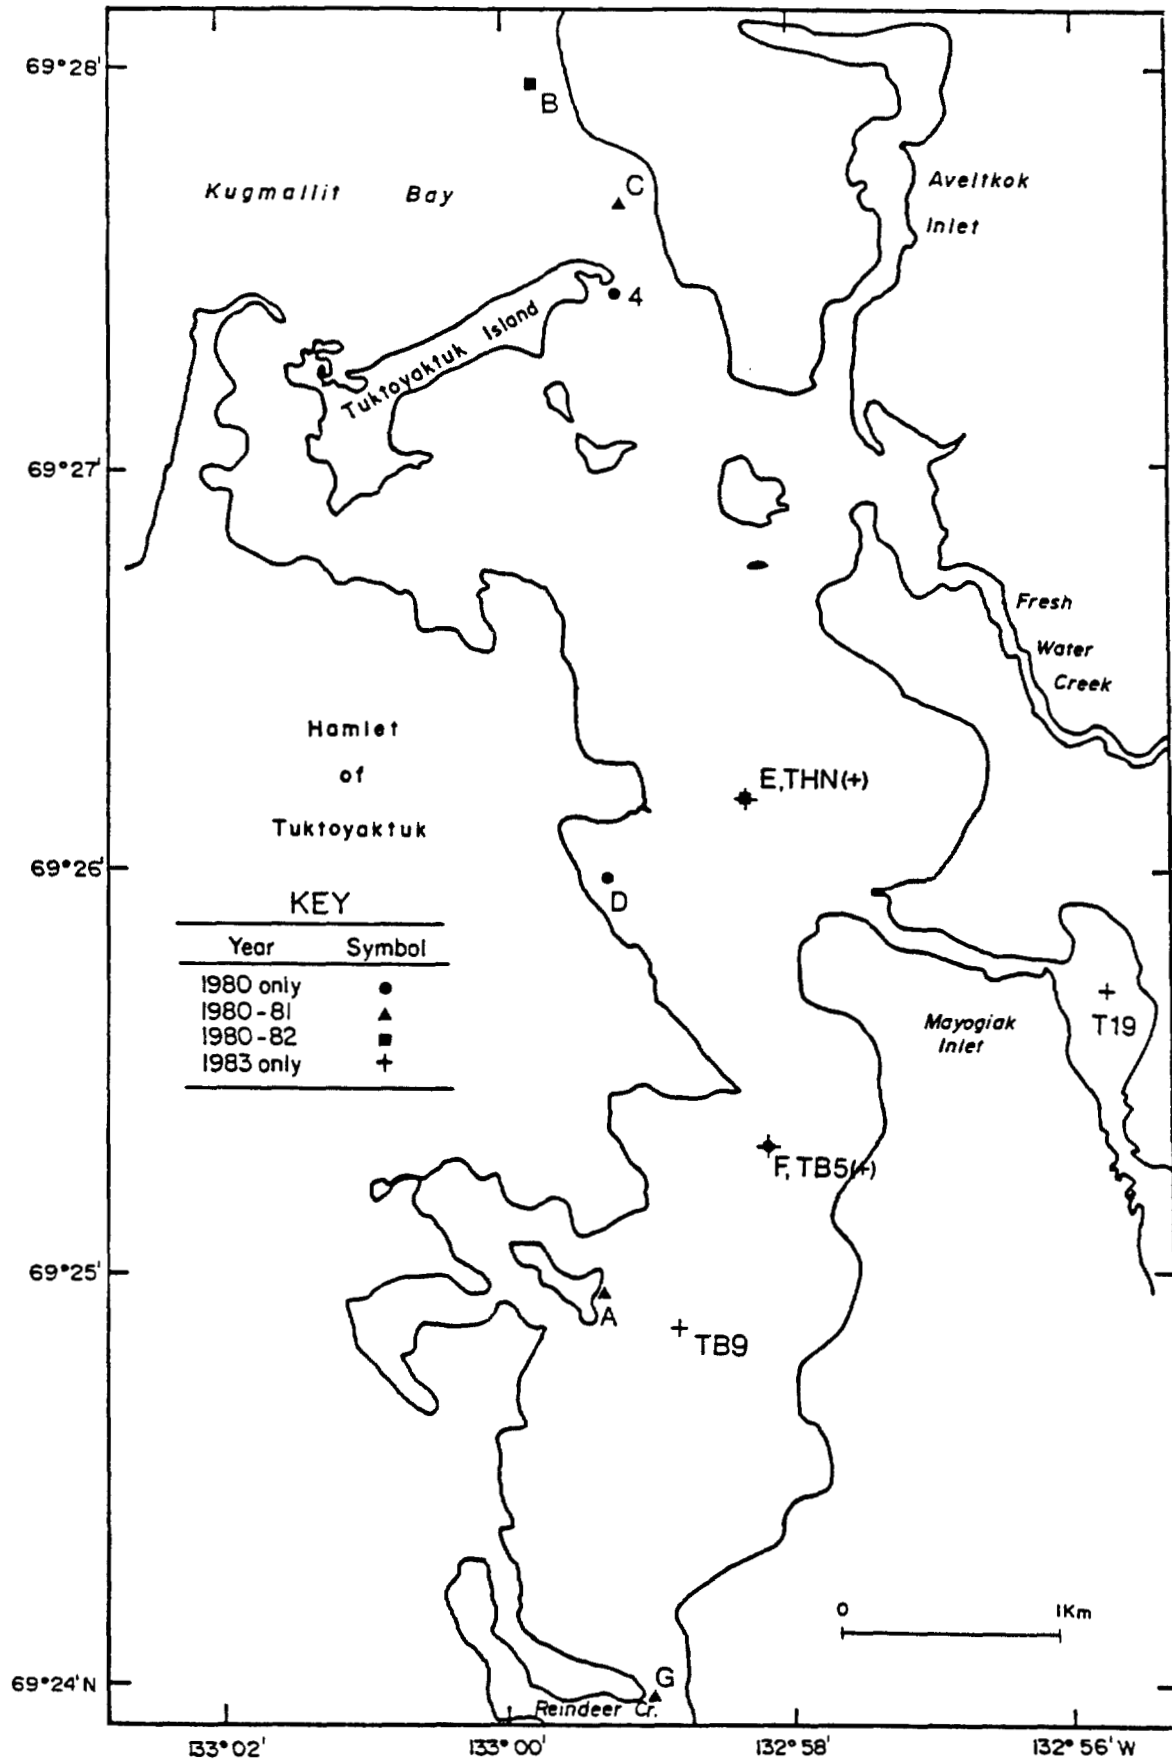 69°28'
B
Kugmallit Bay
C
Aveltkok
Inlet
4
Tuktoyaktuk Island
69°27'
Fresh
Water
Creek
Hamlet
of
Tuktoyaktuk
E,THN(+)
69°26'
D
KEY
Year Symbol
1980 only
1980-81
1980-82
1983 only
Mayogiak
Inlet
T19
F,TB5(+)
69°25'
A
TB9
0 1Km
69°24'N
G
Reindeer Cr.
133°02' 133°00' 132°58' 132°56'W